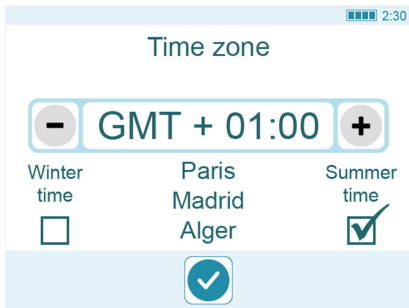 2:30
Time zone
- GMT + 01:00 +
Winter time
Paris
Madrid
Alger
Summer time